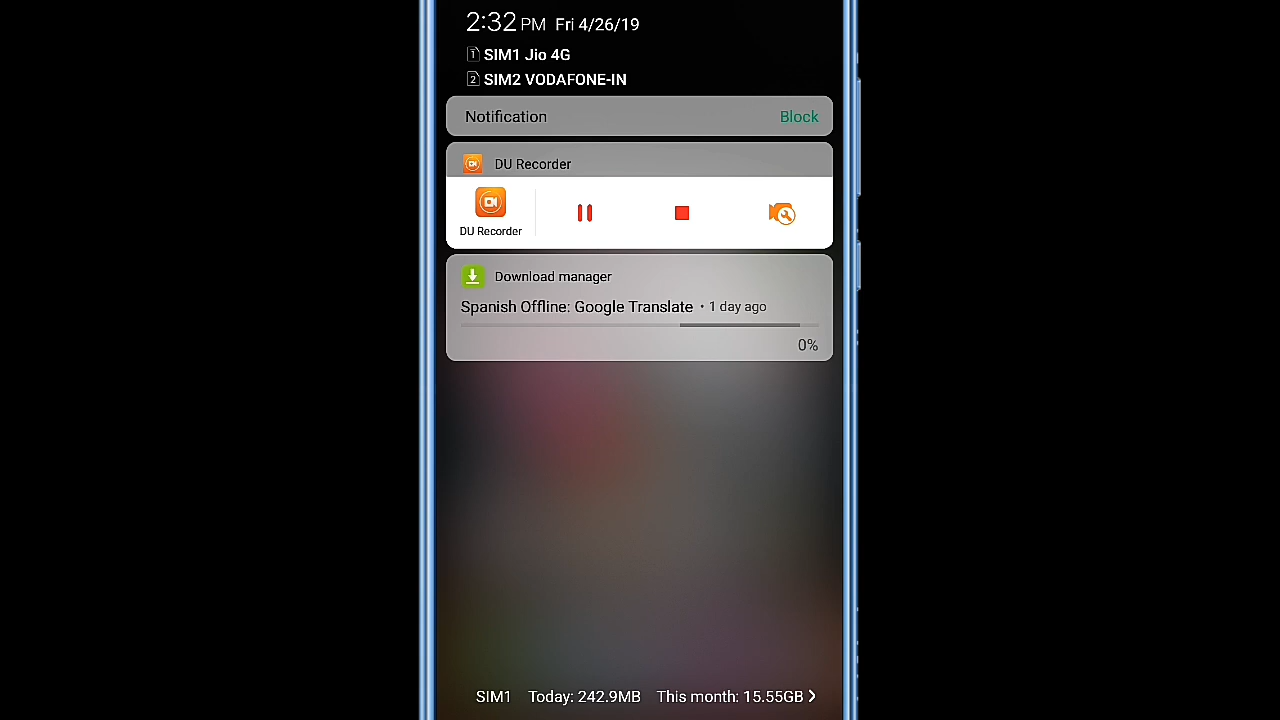 2:32 PM Fri 4/26/19
1 SIM1 Jio 4G
2 SIM2 VODAFONE-IN
Notification Block
DU Recorder
DU Recorder
Download manager
Spanish Offline: Google Translate • 1 day ago
0%
SIM1 Today: 242.9MB This month: 15.55GB